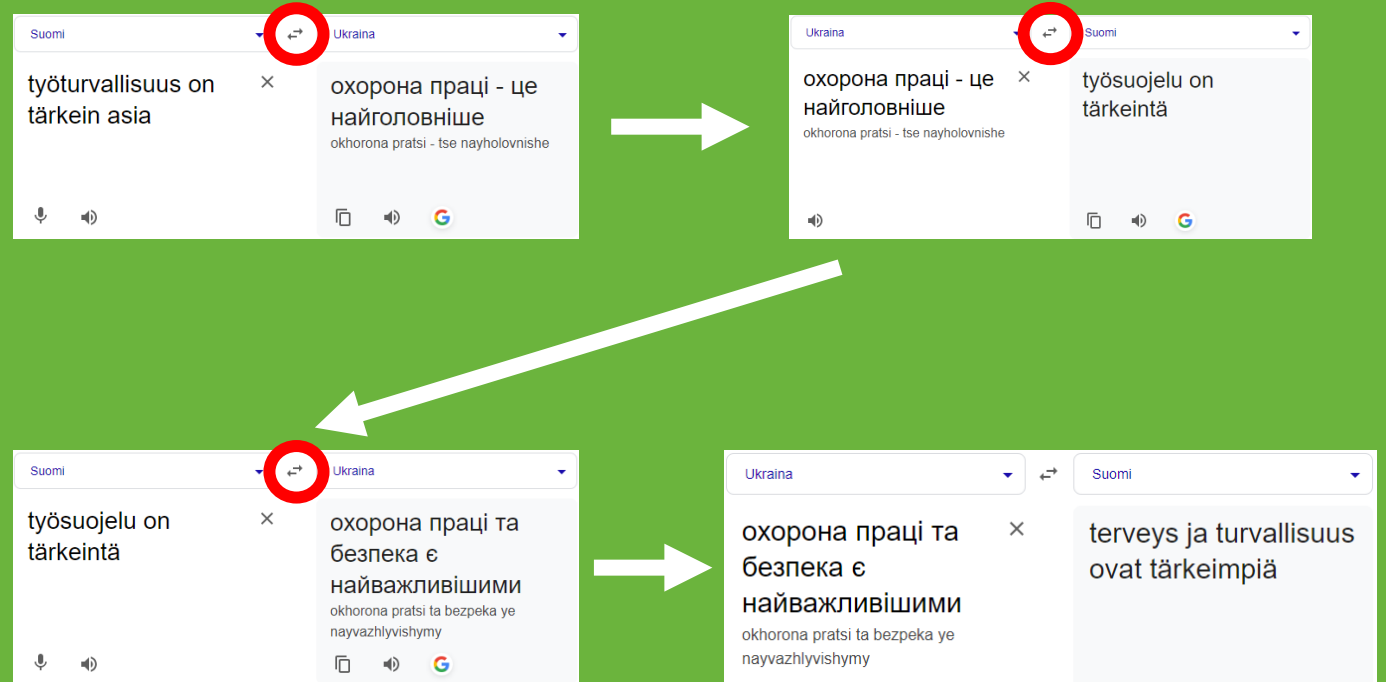 Suomi
Ukraina
työturvallisuus on
tärkein asia
охорона праці - це
найголовніше
okhorona pratsi - tse nayholovnishe
Ukraina
Suomi
охорона праці - це
найголовніше
okhorona pratsi - tse nayholovnishe
työsuojelu on
tärkeintä
Suomi
Ukraina
työsuojelu on
tärkeintä
охорона праці та
безпека є
найважливішими
okhorona pratsi ta bezpeka ye
nayvazhlyvishymy
Ukraina
Suomi
охорона праці та
безпека є
найважливішими
okhorona pratsi ta bezpeka ye
nayvazhlyvishymy
terveys ja turvallisuus
ovat tärkeimpiä